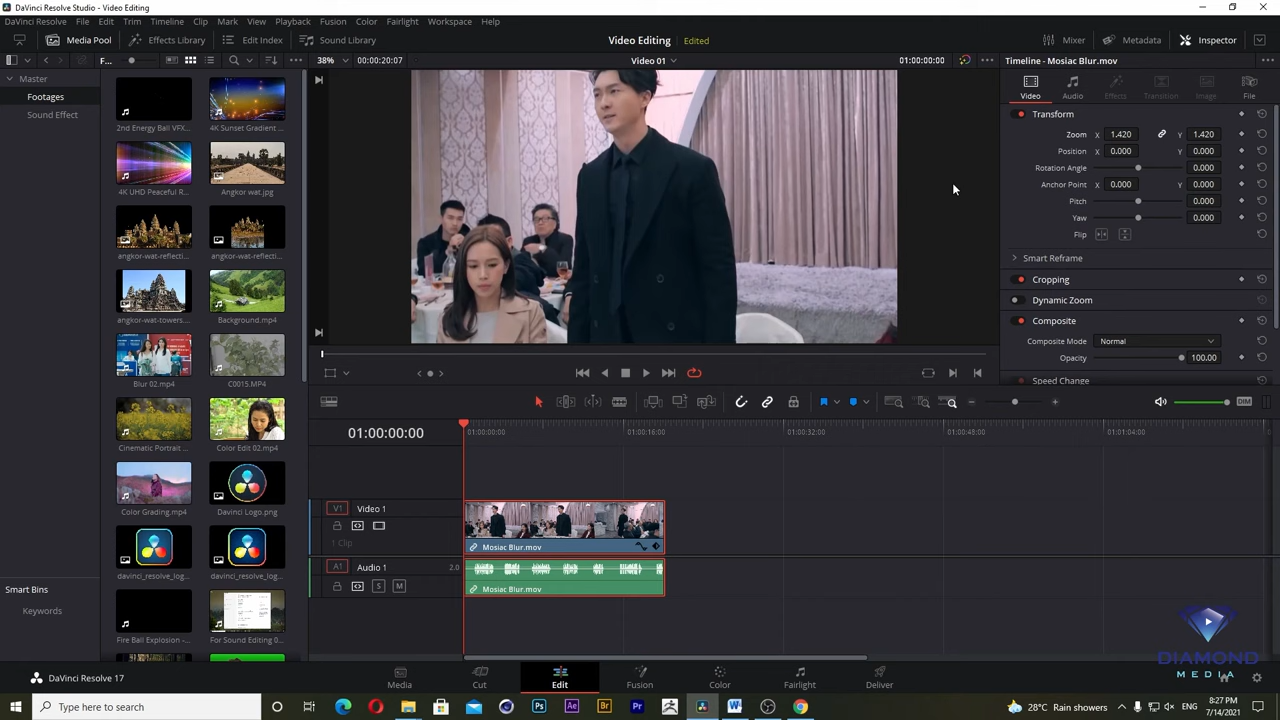 DaVinci Resolve Studio - Video Editing
DaVinci Resolve File Edit Trim Timeline Clip Mark View Playback Fusion Color Fairlight Workspace Help
Media Pool Effects Library Edit Index Sound Library Video Editing Edited Mixer Metadata Inspector
F... 38% 00:00:20:07 Video 01 01:00:00:00 Timeline - Mosiac Blur.mov
Master
Footages
Sound Effect
2nd Energy Ball VFX... 4K Sunset Gradient ...
4K UHD Peaceful R... Angkor wat.jpg
angkor-wat-reflecti... angkor-wat-reflecti...
angkor-wat-towers... Background.mp4
Blur 02.mp4 C0015.MP4
Cinematic Portrait ... Color Edit 02.mp4
Color Grading.mp4 Davinci Logo.png
davinci_resolve_log... davinci_resolve_log...
Fire Ball Explosion -... For Sound Editing 0...
Smart Bins
Keywords
Video Audio Effects Transition Image File
Transform
Zoom X 1.420 Y 1.420
Position X 0.000 Y 0.000
Rotation Angle 0.000
Anchor Point X 0.000 Y 0.000
Pitch 0.000
Yaw 0.000
Flip
Smart Reframe
Cropping
Dynamic Zoom
Composite
Composite Mode Normal
Opacity 100.00
Speed Change
DIM
01:00:00:00 01:00:00:00 01:00:16:00 01:00:32:00 01:00:48:00 01:01:04:00
V1 Video 1
1 Clip
Mosiac Blur.mov
A1 Audio 1 2.0
S M
Mosiac Blur.mov
DIAMOND
MEDIA
DaVinci Resolve 17
Media Cut Edit Fusion Color Fairlight Deliver
Type here to search
Ps Ae Br Pr W
28°C Rain showers
8:27 PM
7/14/2021